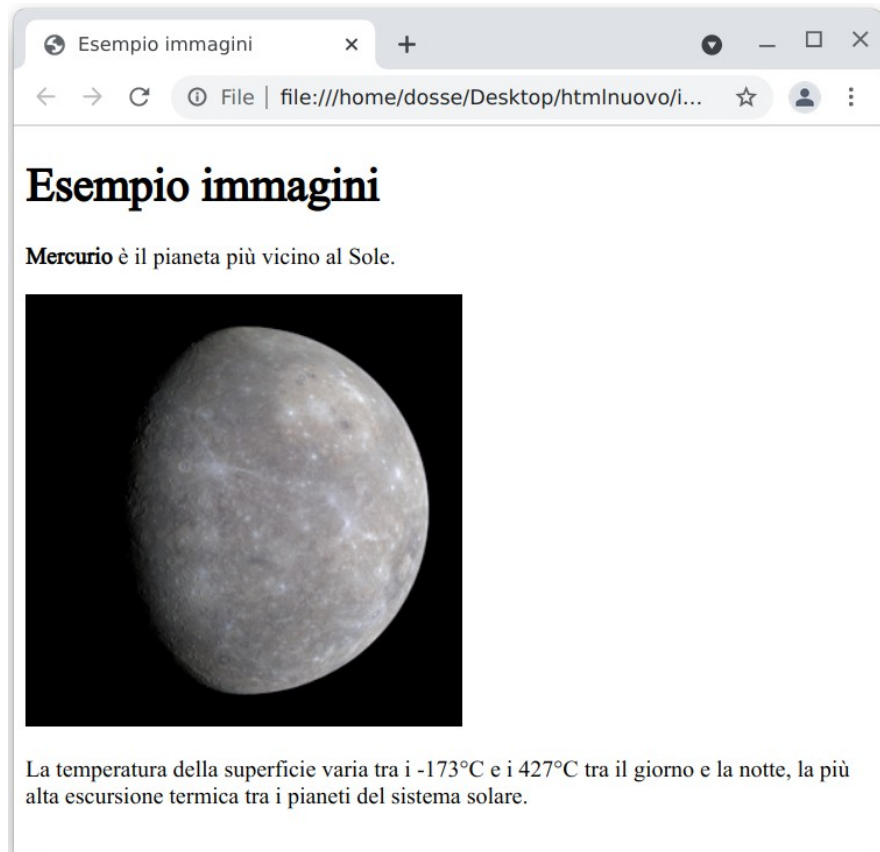 Esempio immagini
File | file:///home/dosse/Desktop/htmlnuovo/i...
Esempio immagini
Mercurio è il pianeta più vicino al Sole.
La temperatura della superficie varia tra i -173°C e i 427°C tra il giorno e la notte, la più
alta escursione termica tra i pianeti del sistema solare.